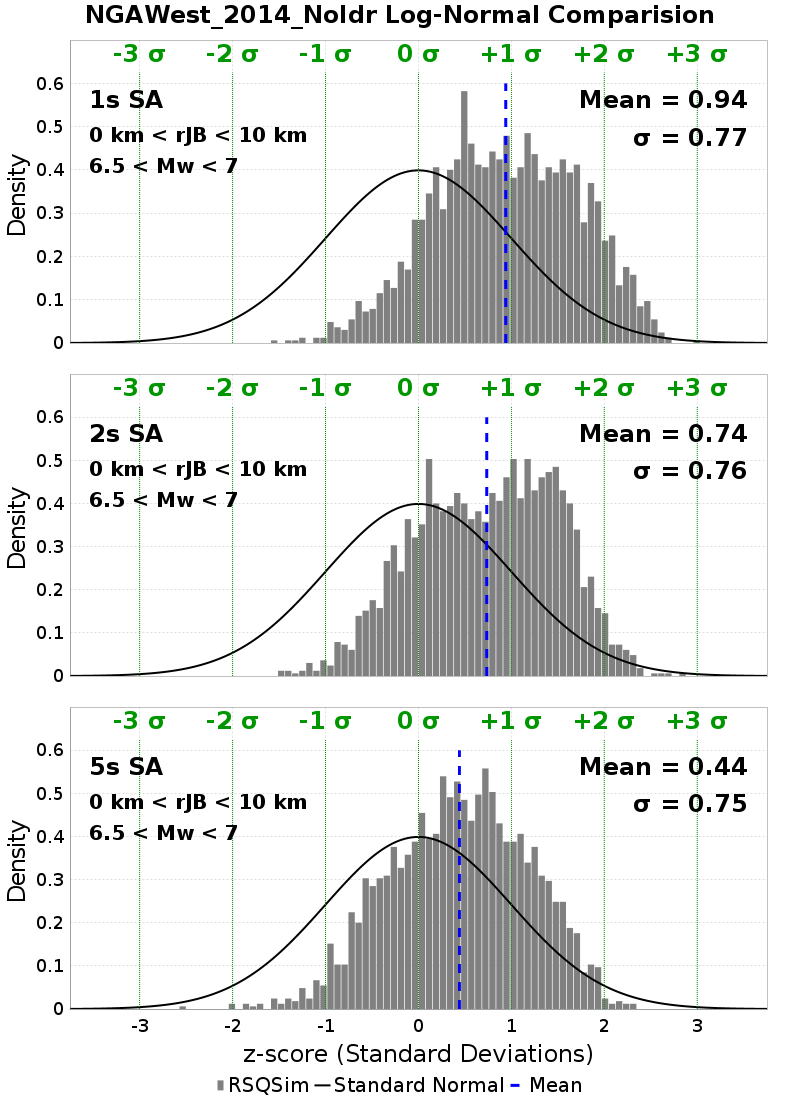 NGAWest_2014_NoIdr Log-Normal Comparision
-3 σ -2 σ -1 σ 0 σ +1 σ +2 σ +3 σ
1s SA
0 km < rJB < 10 km
6.5 < Mw < 7
Mean = 0.94
σ = 0.77
Density
0.6
0.5
0.4
0.3
0.2
0.1
0
-3 σ -2 σ -1 σ 0 σ +1 σ +2 σ +3 σ
2s SA
0 km < rJB < 10 km
6.5 < Mw < 7
Mean = 0.74
σ = 0.76
Density
0.6
0.5
0.4
0.3
0.2
0.1
0
-3 σ -2 σ -1 σ 0 σ +1 σ +2 σ +3 σ
5s SA
0 km < rJB < 10 km
6.5 < Mw < 7
Mean = 0.44
σ = 0.75
Density
0.6
0.5
0.4
0.3
0.2
0.1
0
-3 -2 -1 0 1 2 3
z-score (Standard Deviations)
RSQSim Standard Normal Mean